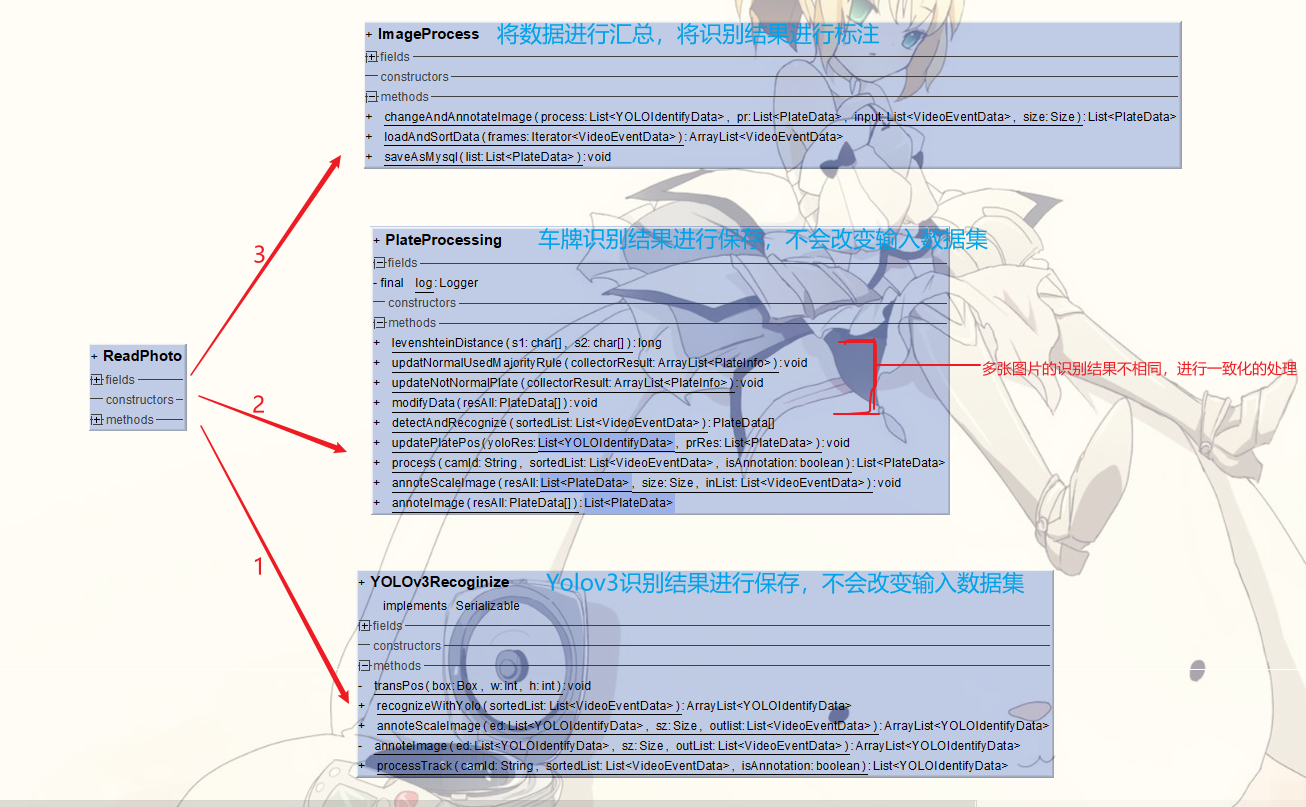 + ImageProcess 将数据进行汇总，将识别结果进行标注
fields
constructors
methods
+ changeAndAnnotateImage(process:List<YOLOIdentifyData>, pr:List<PlateData>, input:List<VideoEventData>, size:Size):List<PlateData>
+ loadAndSortData(frames:Iterator<VideoEventData>):ArrayList<VideoEventData>
+ saveAsMysql(list:List<PlateData>):void
3
+ PlateProcessing 车牌识别结果进行保存，不会改变输入数据集
fields
- final log:Logger
constructors
methods
+ levenshteinDistance(s1:char[], s2:char[]):long
+ updatNormalUsedMajorityRule(collectorResult:ArrayList<PlateInfo>):void
多张图片的识别结果不相同，进行一致化的处理
+ updateNotNormalPlate(collectorResult:ArrayList<PlateInfo>):void
+ modifyData(resAll:PlateData[]):void
+ detectAndRecognize(sortedList:List<VideoEventData>):PlateData[]
+ updatePlatePos(yoloRes:List<YOLOIdentifyData>, prRes:List<PlateData>):void
+ process(camId:String, sortedList:List<VideoEventData>, isAnnotation:boolean):List<PlateData>
+ annoteScaleImage(resAll:List<PlateData>, size:Size, inList:List<VideoEventData>):void
+ annoteImage(resAll:PlateData[]):List<PlateData>
+ ReadPhoto
fields
constructors
methods
2
1
+ YOLOv3Recoginize Yolov3识别结果进行保存，不会改变输入数据集
implements Serializable
fields
constructors
methods
- transPos(box:Box, w:int, h:int):void
+ recognizeWithYolo(sortedList:List<VideoEventData>):ArrayList<YOLOIdentifyData>
+ annoteScaleImage(ed:List<YOLOIdentifyData>, sz:Size, outlist:List<VideoEventData>):ArrayList<YOLOIdentifyData>
- annoteImage(ed:List<YOLOIdentifyData>, sz:Size, outList:List<VideoEventData>):ArrayList<YOLOIdentifyData>
+ processTrack(camId:String, sortedList:List<VideoEventData>, isAnnotation:boolean):List<YOLOIdentifyData>